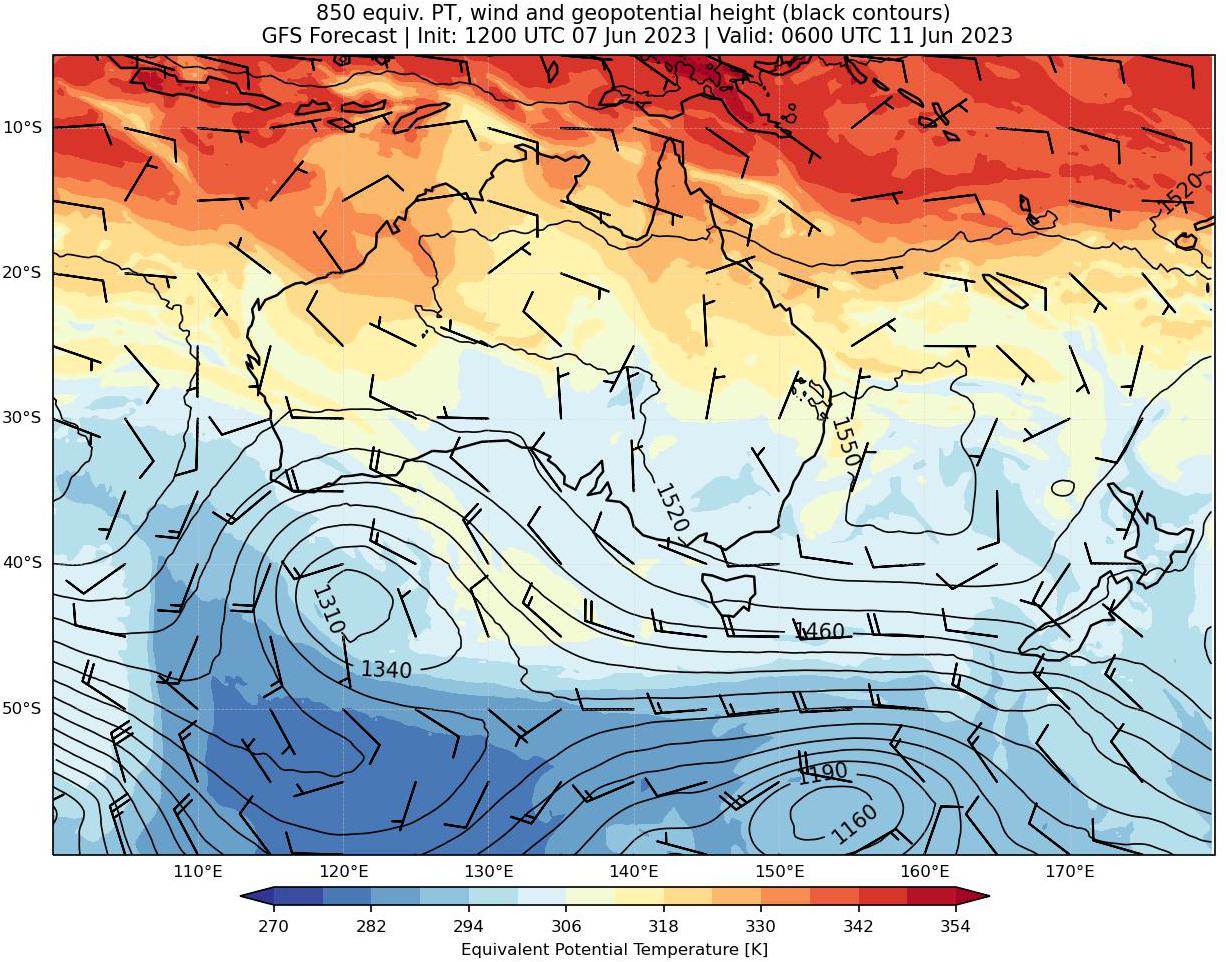 850 equiv. PT, wind and geopotential height (black contours)
GFS Forecast | Init: 1200 UTC 07 Jun 2023 | Valid: 0600 UTC 11 Jun 2023
10°S
1520
20°S
30°S
1550
1520
40°S
1310
1460
1340
50°S
1190
1160
110°E 120°E 130°E 140°E 150°E 160°E 170°E
270 282 294 306 318 330 342 354
Equivalent Potential Temperature [K]